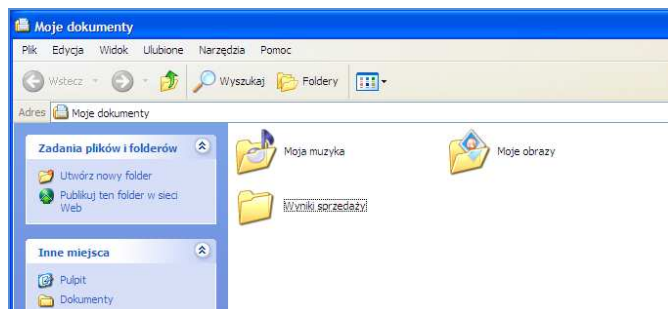 Moje dokumenty
Plik Edycja Widok Ulubione Narzędzia Pomoc
Wstecz Wyszukaj Foldery
Adres Moje dokumenty
Zadania plików i folderów
Utwórz nowy folder
Publikuj ten folder w sieci
Web
Inne miejsca
Pulpit
Dokumenty
Moja muzyka Moje obrazy
Wyniki sprzedaży